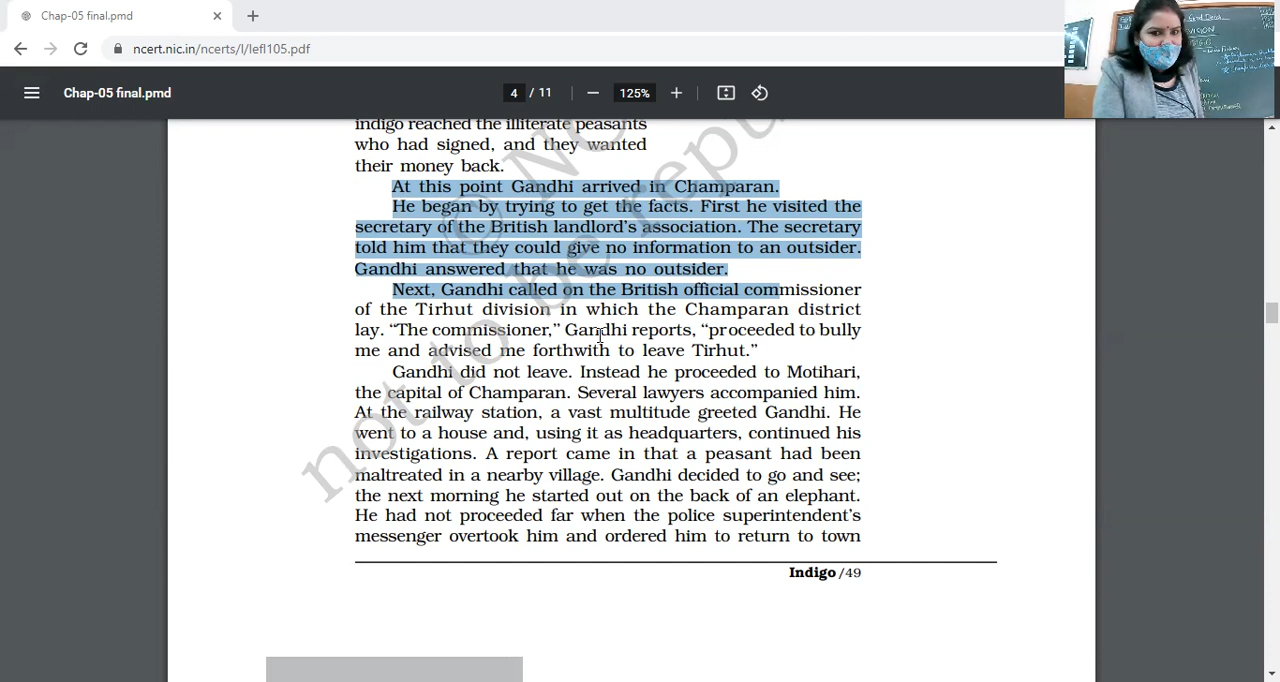 Chap-05 final.pmd
ncert.nic.in/ncerts/l/lefl105.pdf
Chap-05 final.pmd
4 / 11
125%
indigo reached the illiterate peasants
who had signed, and they wanted
their money back.
At this point Gandhi arrived in Champaran.
He began by trying to get the facts. First he visited the
secretary of the British landlord's association. The secretary
told him that they could give no information to an outsider.
Gandhi answered that he was no outsider.
Next, Gandhi called on the British official commissioner
of the Tirhut division in which the Champaran district
lay. “The commissioner,” Gandhi reports, “proceeded to bully
me and advised me forthwith to leave Tirhut.”
Gandhi did not leave. Instead he proceeded to Motihari,
the capital of Champaran. Several lawyers accompanied him.
At the railway station, a vast multitude greeted Gandhi. He
went to a house and, using it as headquarters, continued his
investigations. A report came in that a peasant had been
maltreated in a nearby village. Gandhi decided to go and see;
the next morning he started out on the back of an elephant.
He had not proceeded far when the police superintendent's
messenger overtook him and ordered him to return to town
Indigo /49
not to be repu
© NC
VISION